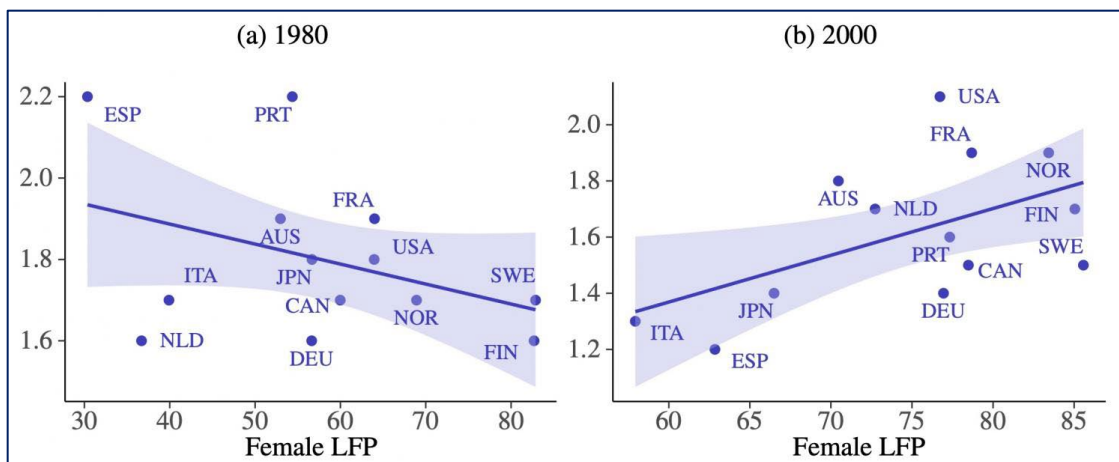 (a) 1980
2.2
2.0
1.8
1.6
ESP
PRT
FRA
AUS
USA
JPN
ITA
SWE
CAN
NOR
NLD
DEU
FIN
30 40 50 60 70 80
Female LFP
(b) 2000
2.0
1.8
1.6
1.4
1.2
USA
FRA
NOR
AUS
NLD
FIN
PRT
SWE
CAN
JPN
DEU
ITA
ESP
60 65 70 75 80 85
Female LFP